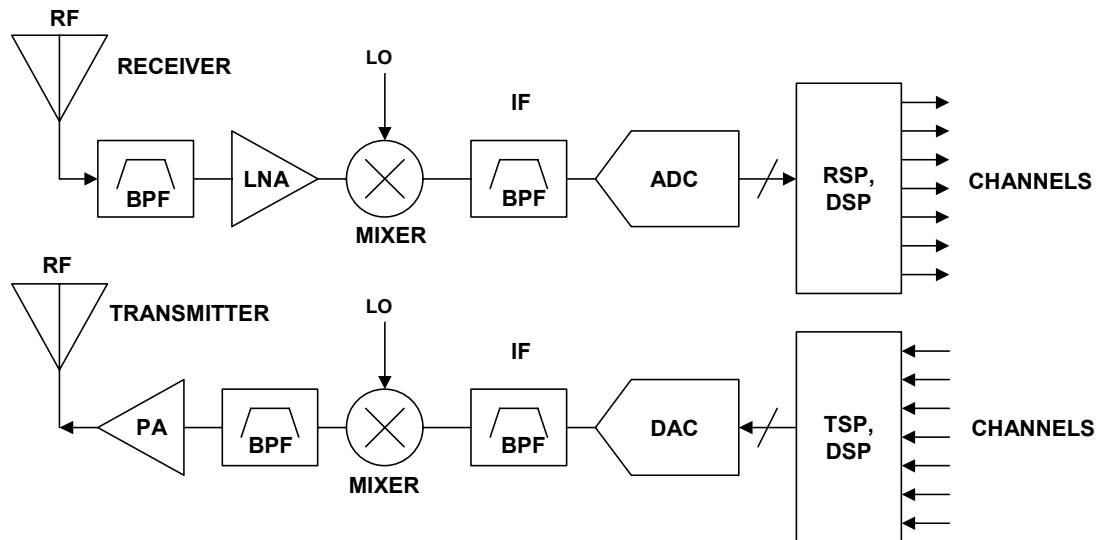 RF
RECEIVER
LO
IF
BPF
LNA
MIXER
BPF
ADC
RSP,
DSP
CHANNELS
RF
TRANSMITTER
LO
IF
PA
BPF
MIXER
BPF
DAC
TSP,
DSP
CHANNELS